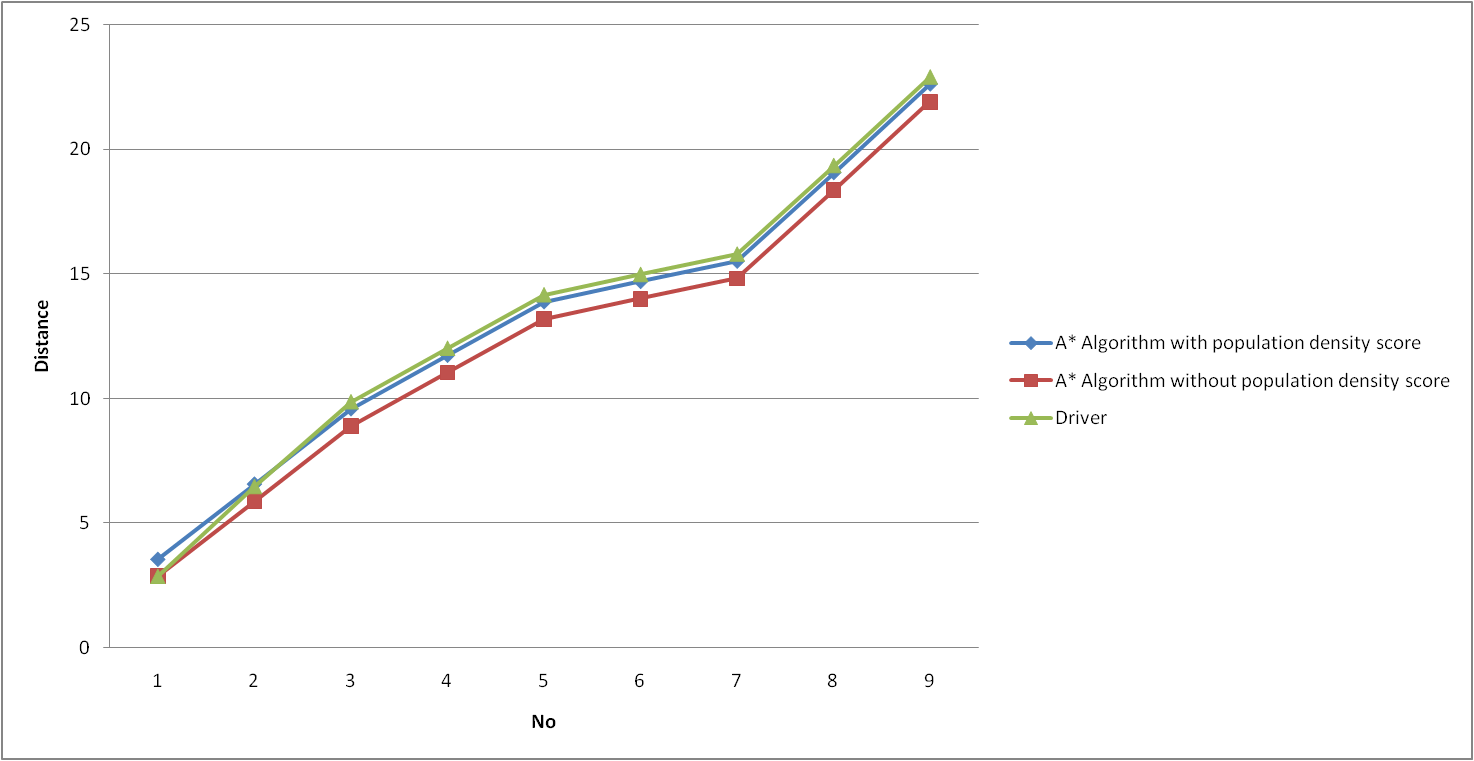 25
20
15
10
5
0
Distance
1 2 3 4 5 6 7 8 9
No
A* Algorithm with population density score
A* Algorithm without population density score
Driver